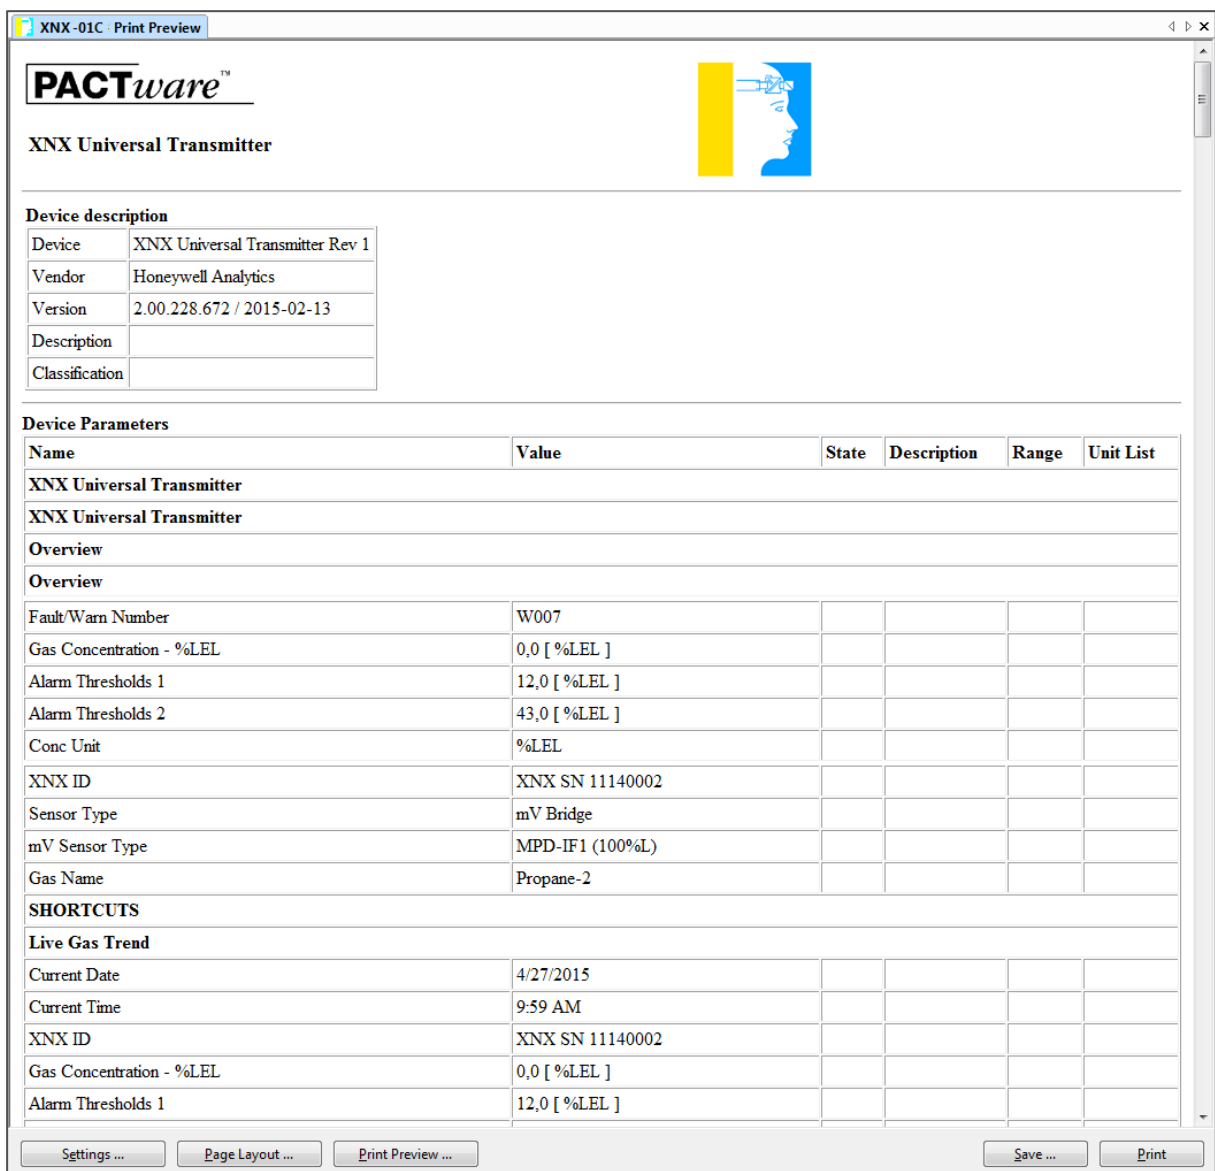 XNX-01C Print Preview
PACTware™
XNX Universal Transmitter
Device description
Device XNX Universal Transmitter Rev 1
Vendor Honeywell Analytics
Version 2.00.228.672 / 2015-02-13
Description
Classification
Device Parameters
Name Value State Description Range Unit List
XNX Universal Transmitter
XNX Universal Transmitter
Overview
Overview
Fault/Warn Number W007
Gas Concentration - %LEL 0,0 [ %LEL ]
Alarm Thresholds 1 12,0 [ %LEL ]
Alarm Thresholds 2 43,0 [ %LEL ]
Conc Unit %LEL
XNX ID XNX SN 11140002
Sensor Type mV Bridge
mV Sensor Type MPD-IF1 (100%L)
Gas Name Propane-2
SHORTCUTS
Live Gas Trend
Current Date 4/27/2015
Current Time 9:59 AM
XNX ID XNX SN 11140002
Gas Concentration - %LEL 0,0 [ %LEL ]
Alarm Thresholds 1 12,0 [ %LEL ]
Settings ... Page Layout ... Print Preview ... Save ... Print